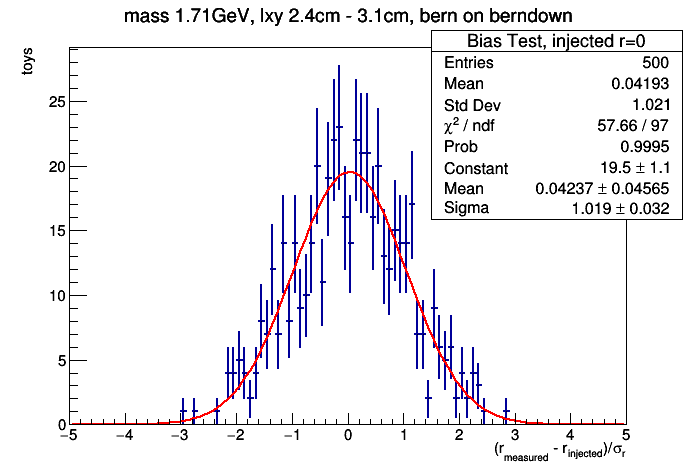 mass 1.71GeV, lxy 2.4cm - 3.1cm, bern on berndown
Bias Test, injected r=0
Entries 500
Mean 0.04193
Std Dev 1.021
χ² / ndf 57.66 / 97
Prob 0.9995
Constant 19.5 ± 1.1
Mean 0.04237 ± 0.04565
Sigma 1.019 ± 0.032
toys
25
20
15
10
5
0
−5 −4 −3 −2 −1 0 1 2 3 4 5
(r_measured - r_injected)/σ_r